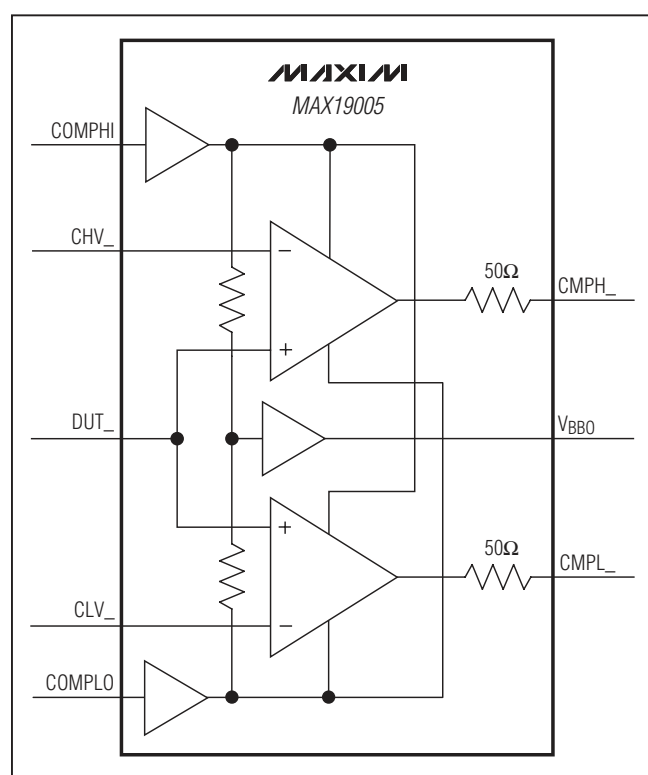 MAXIM
MAX19005
COMPHI
CHV_
−
50Ω
CMPH_
+
DUT_
VBBO
+
50Ω
CMPL_
CLV_
−
COMPLO